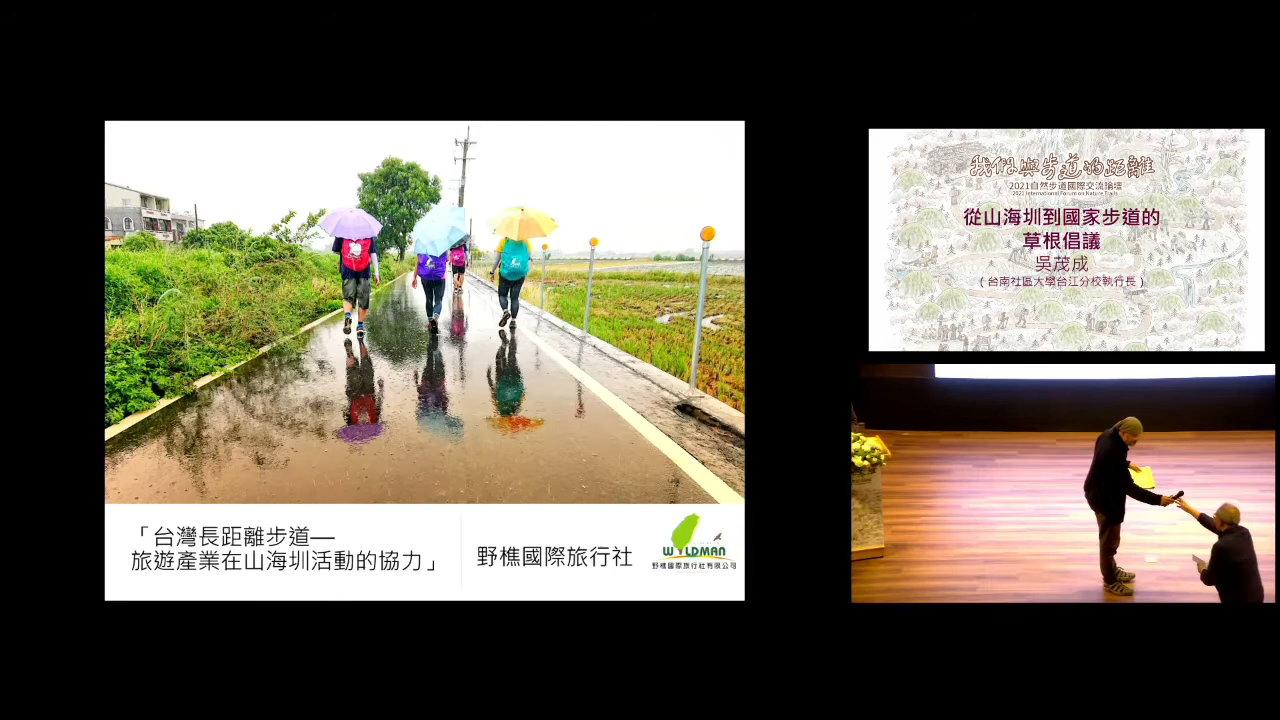 「台灣長距離步道—
旅遊產業在山海圳活動的協力」
野樵國際旅行社
WYLDMAN
野樵國際旅行社有限公司
我們與步道的距離
2021自然步道國際交流論壇
2021 International Forum on Nature Trails
從山海圳到國家步道的
草根倡議
吳茂成
(台南社區大學台江分校執行長)